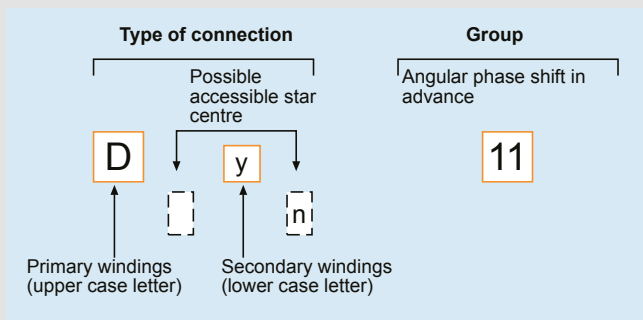 Type of connection
Group
Possible
accessible star
centre
Angular phase shift in
advance
D
y
11
n
Primary windings
(upper case letter)
Secondary windings
(lower case letter)